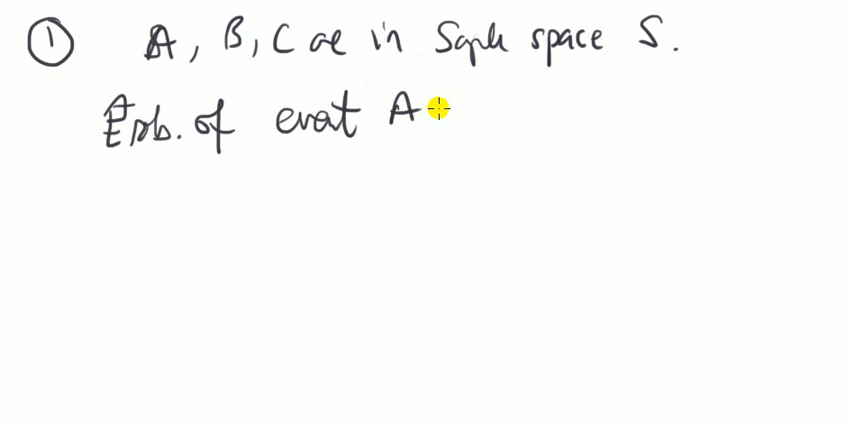 ① A, B, C are in Sample space S.
Prob. of event A